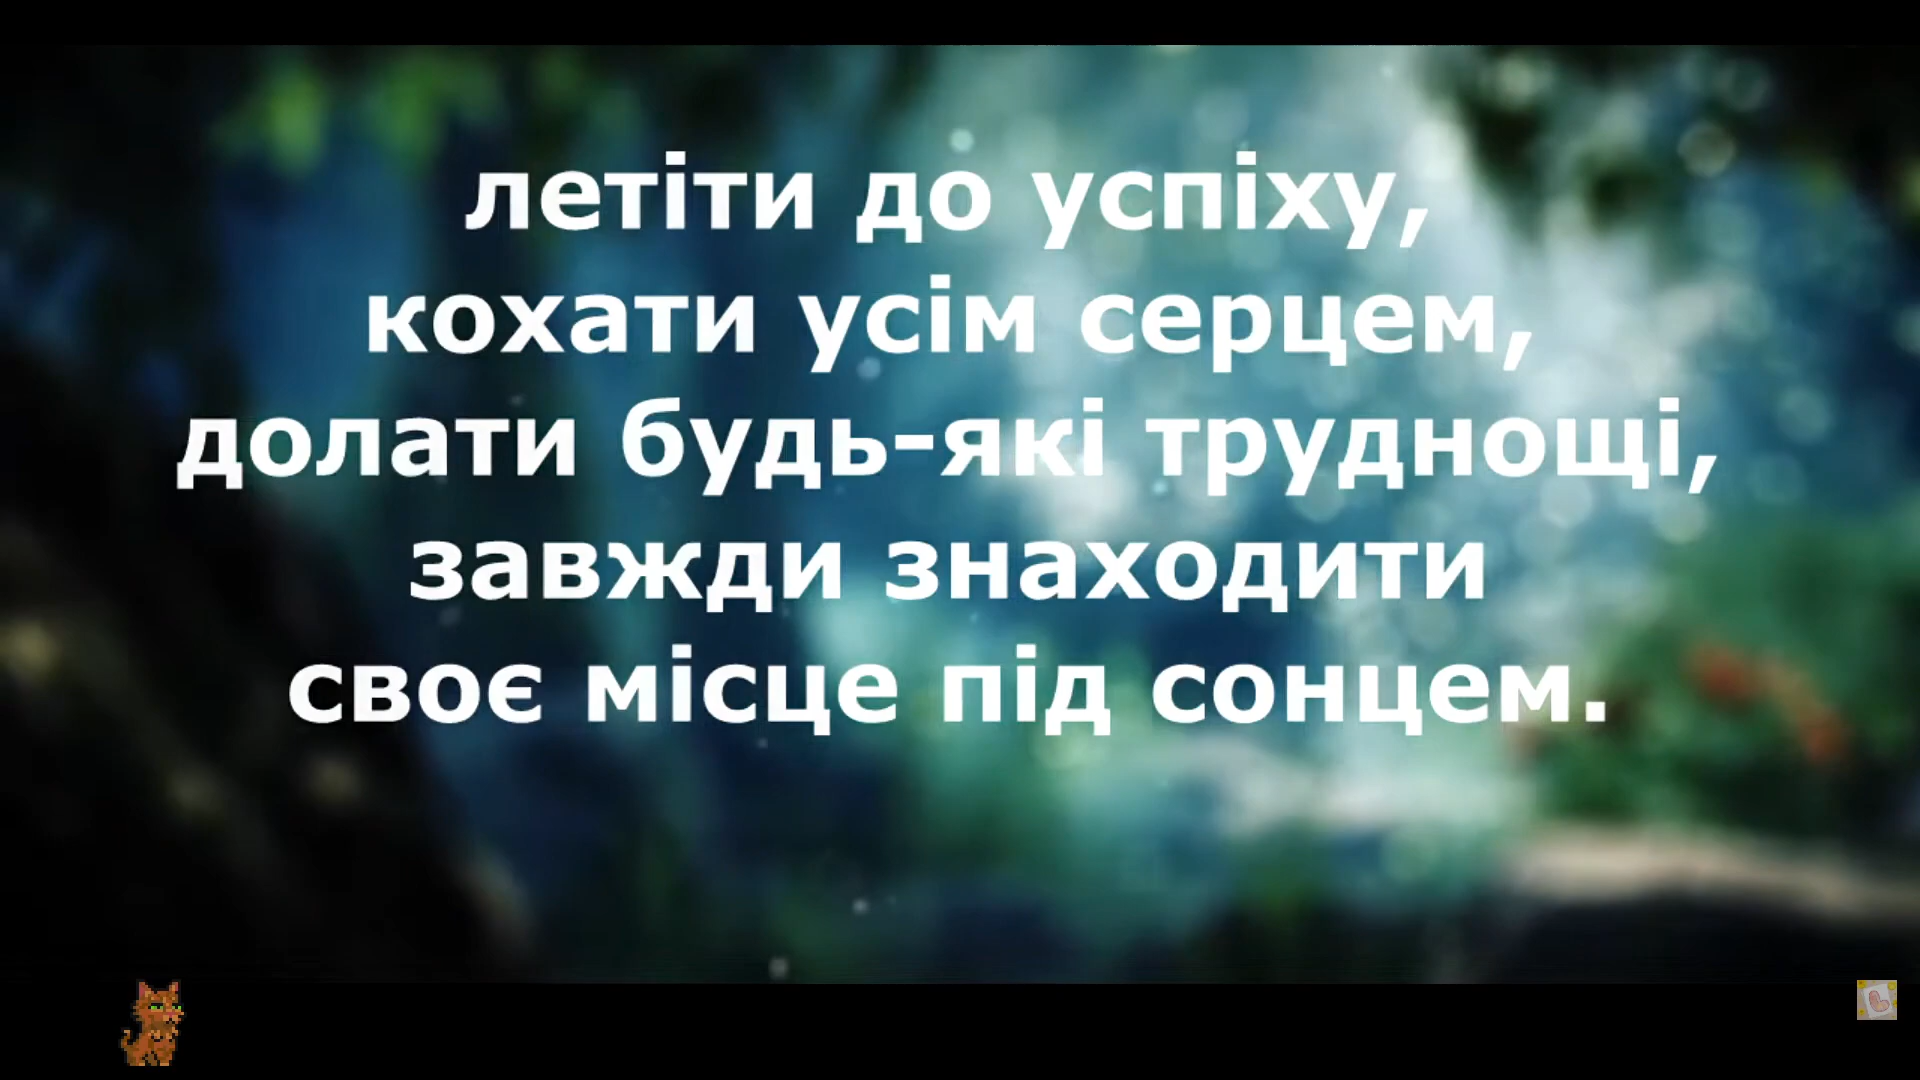 летіти до успіху,
кохати усім серцем,
долати будь-які труднощі,
завжди знаходити
своє місце під сонцем.